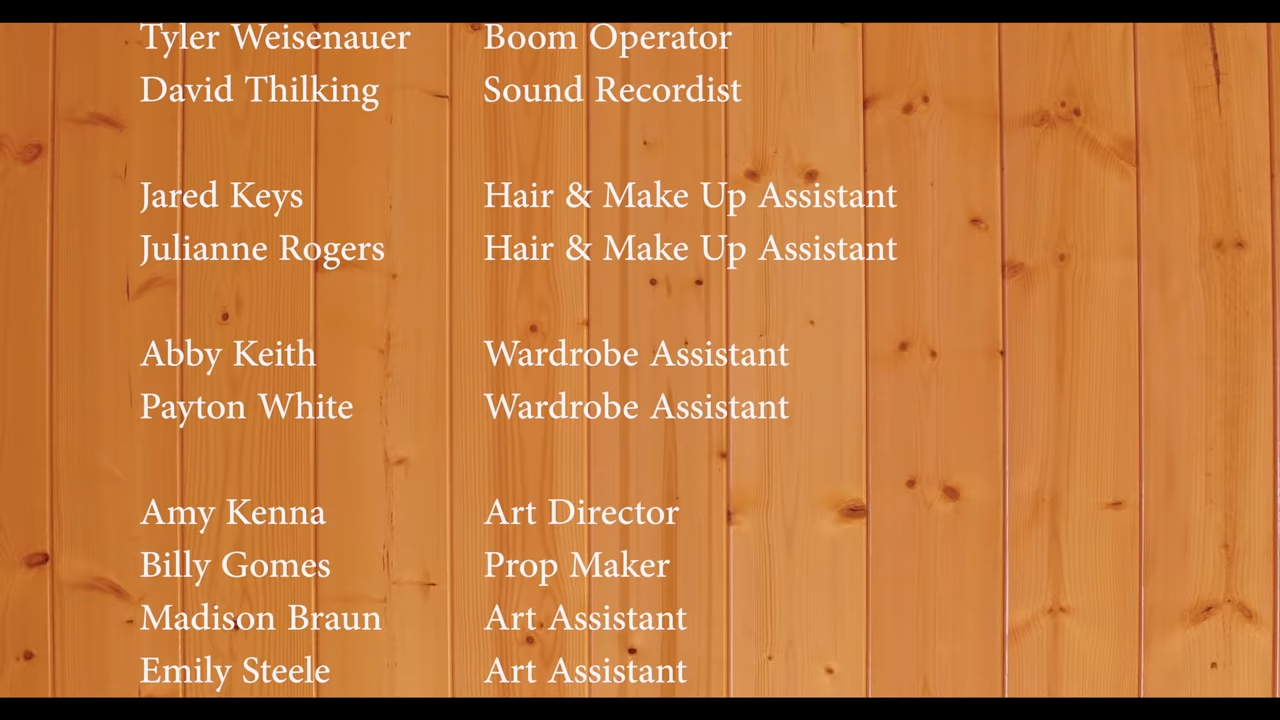 Tyler Weisenauer Boom Operator
David Thilking Sound Recordist
Jared Keys Hair & Make Up Assistant
Julianne Rogers Hair & Make Up Assistant
Abby Keith Wardrobe Assistant
Payton White Wardrobe Assistant
Amy Kenna Art Director
Billy Gomes Prop Maker
Madison Braun Art Assistant
Emily Steele Art Assistant